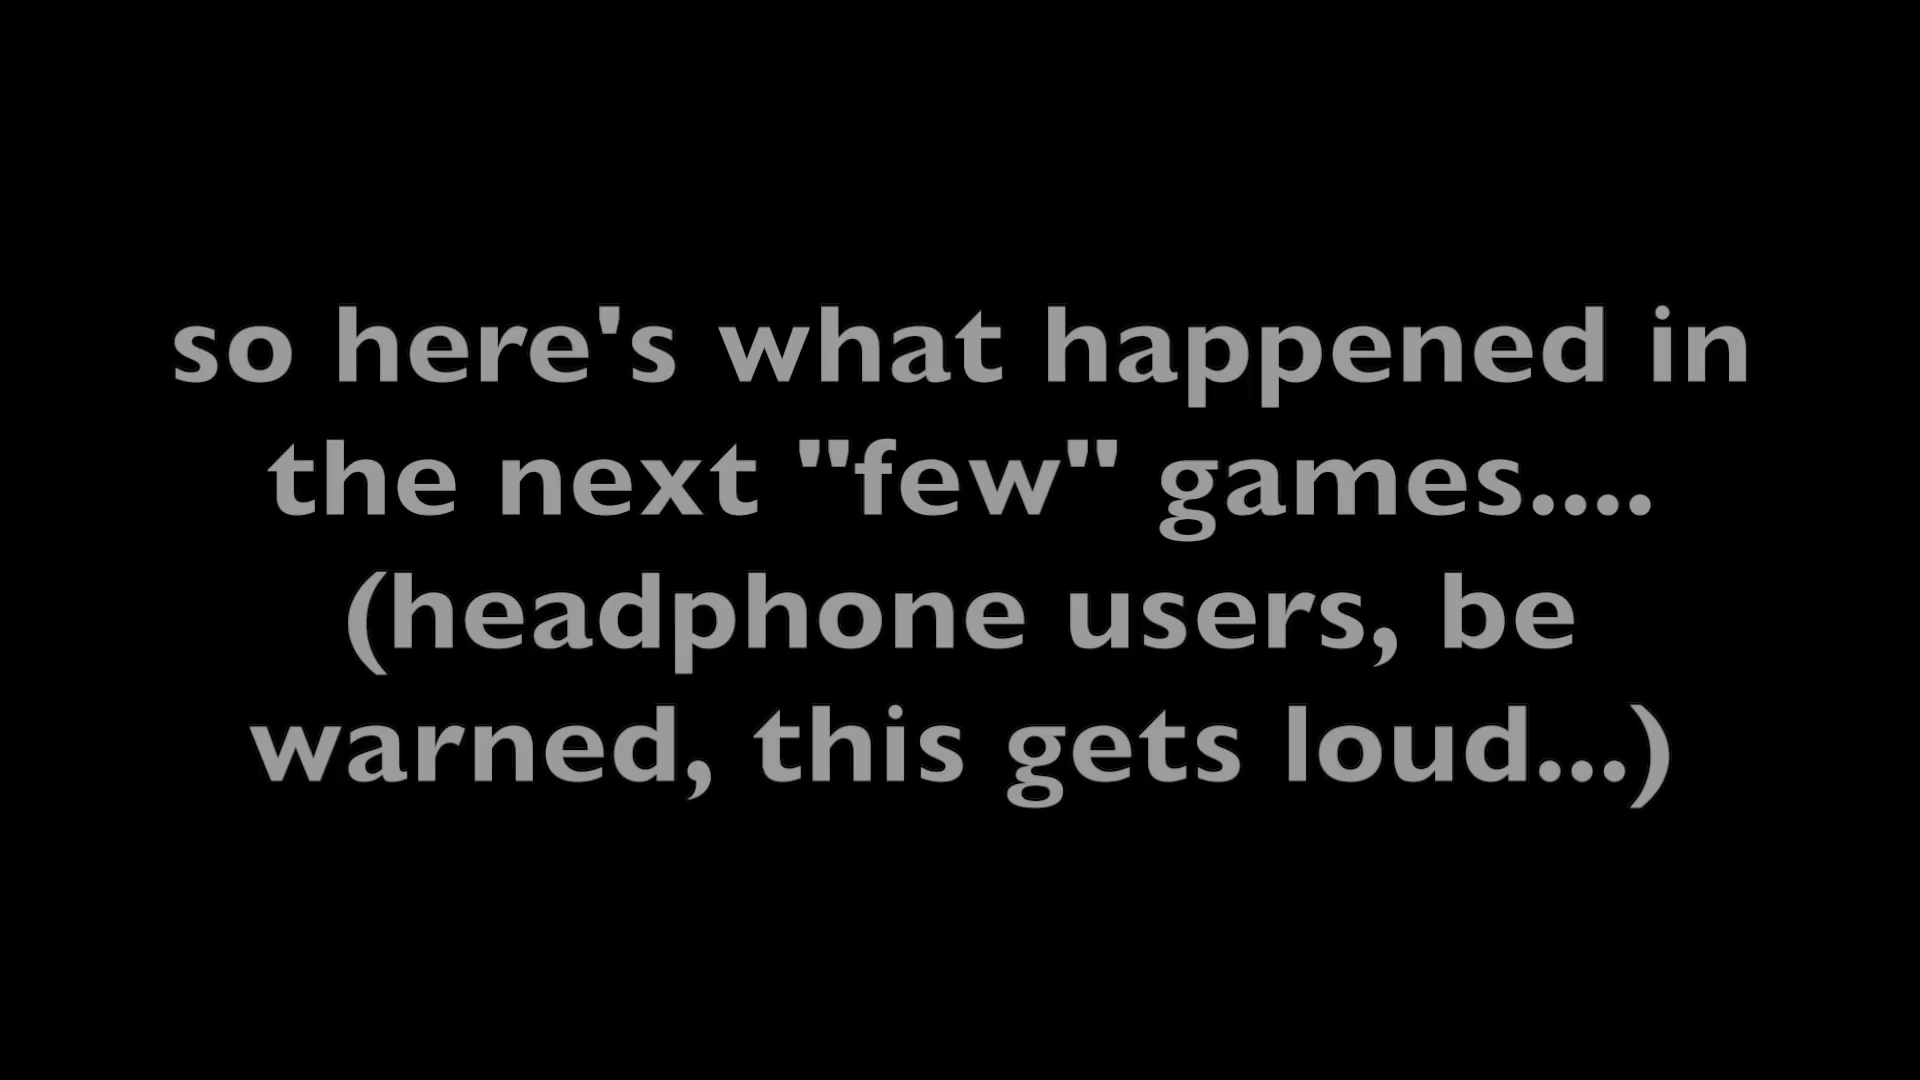 so here's what happened in
the next "few" games....
(headphone users, be
warned, this gets loud...)